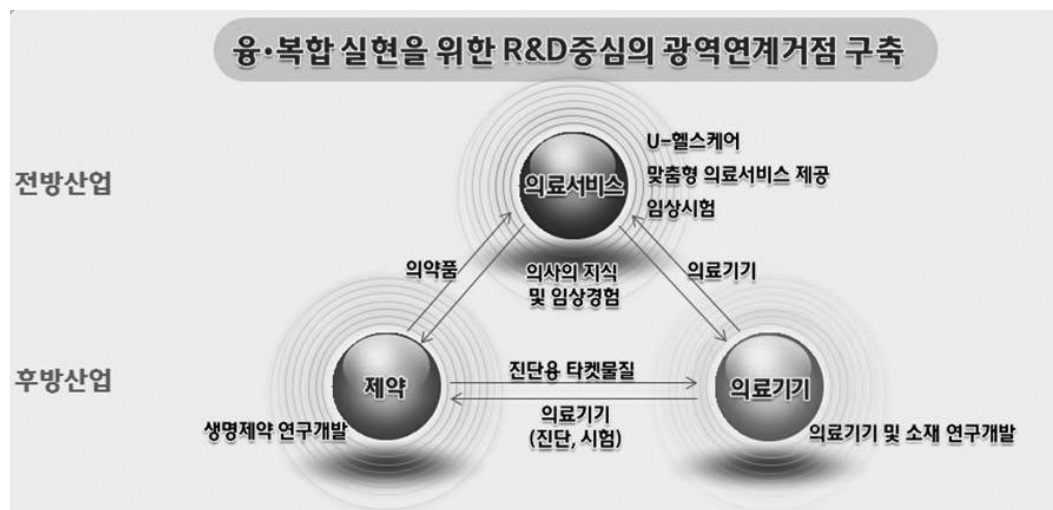 융·복합 실현을 위한 R&D중심의 광역연계거점 구축
U-헬스케어
전방산업
의료서비스
맞춤형 의료서비스 제공
임상시험
의약품
의사의 지식
및 임상경험
의료기기
후방산업
제약
진단용 타켓물질
의료기기
생명제약 연구개발
의료기기
(진단, 시험)
의료기기 및 소재 연구개발